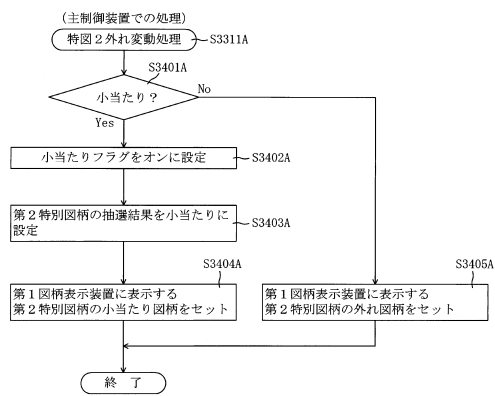 (主制御装置での処理)
特図2外れ変動処理
S3311A
S3401A
小当たり？
No
Yes
小当たりフラグをオンに設定
S3402A
第2特別図柄の抽選結果を小当たりに
設定
S3403A
S3404A
第1図柄表示装置に表示する
第2特別図柄の小当たり図柄をセット
S3405A
第1図柄表示装置に表示する
第2特別図柄の外れ図柄をセット
終 了